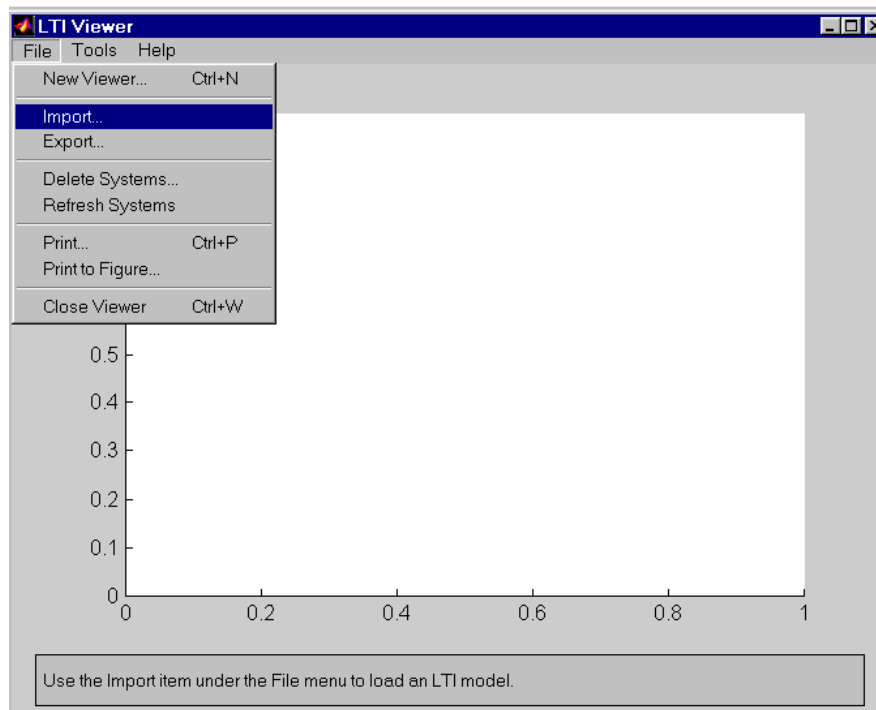 LTI Viewer
File Tools Help
New Viewer... Ctrl+N
Import...
Export...
Delete Systems...
Refresh Systems
Print... Ctrl+P
Print to Figure...
Close Viewer Ctrl+W
0.5
0.4
0.3
0.2
0.1
0
0 0.2 0.4 0.6 0.8 1
Use the Import item under the File menu to load an LTI model.